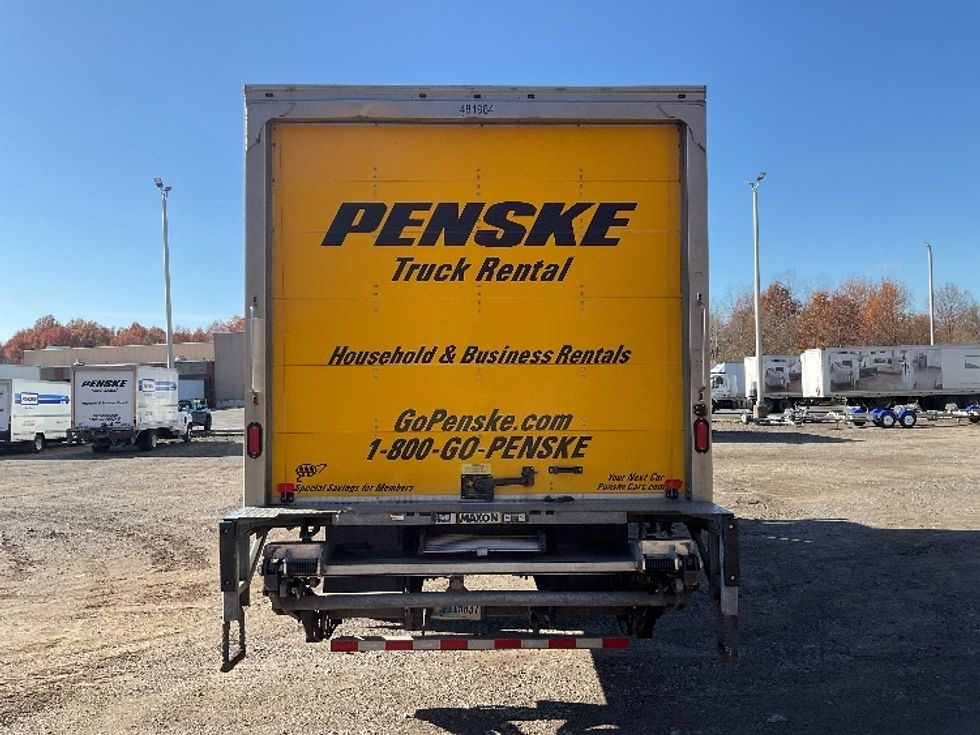 481964
PENSKE
Truck Rental
Household & Business Rentals
GoPenske.com
1-800-GO-PENSKE
AAA
Special Savings for Members
Your Next Car
PenskeCars.com
MAXON
PENSKE